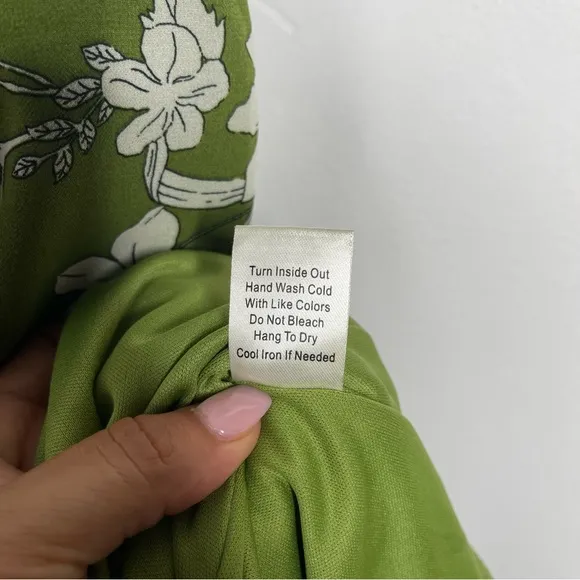 Turn Inside Out
Hand Wash Cold
With Like Colors
Do Not Bleach
Hang To Dry
Cool Iron If Needed